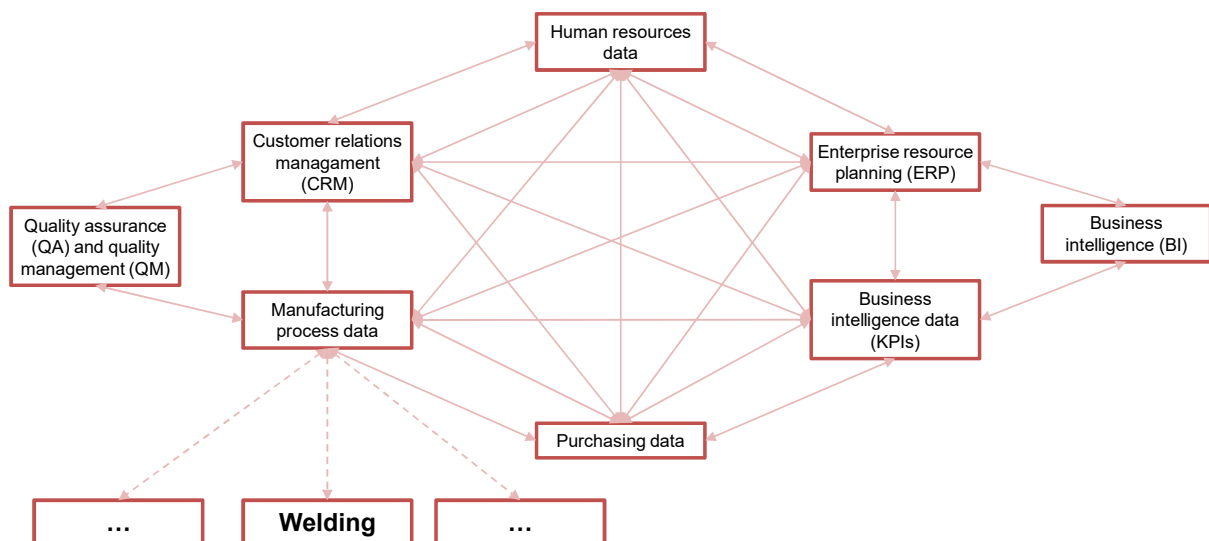 Human resources
data
Customer relations
managament
(CRM)
Enterprise resource
planning (ERP)
Quality assurance
(QA) and quality
management (QM)
Business
intelligence (BI)
Manufacturing
process data
Business
intelligence data
(KPIs)
Purchasing data
...
Welding
...